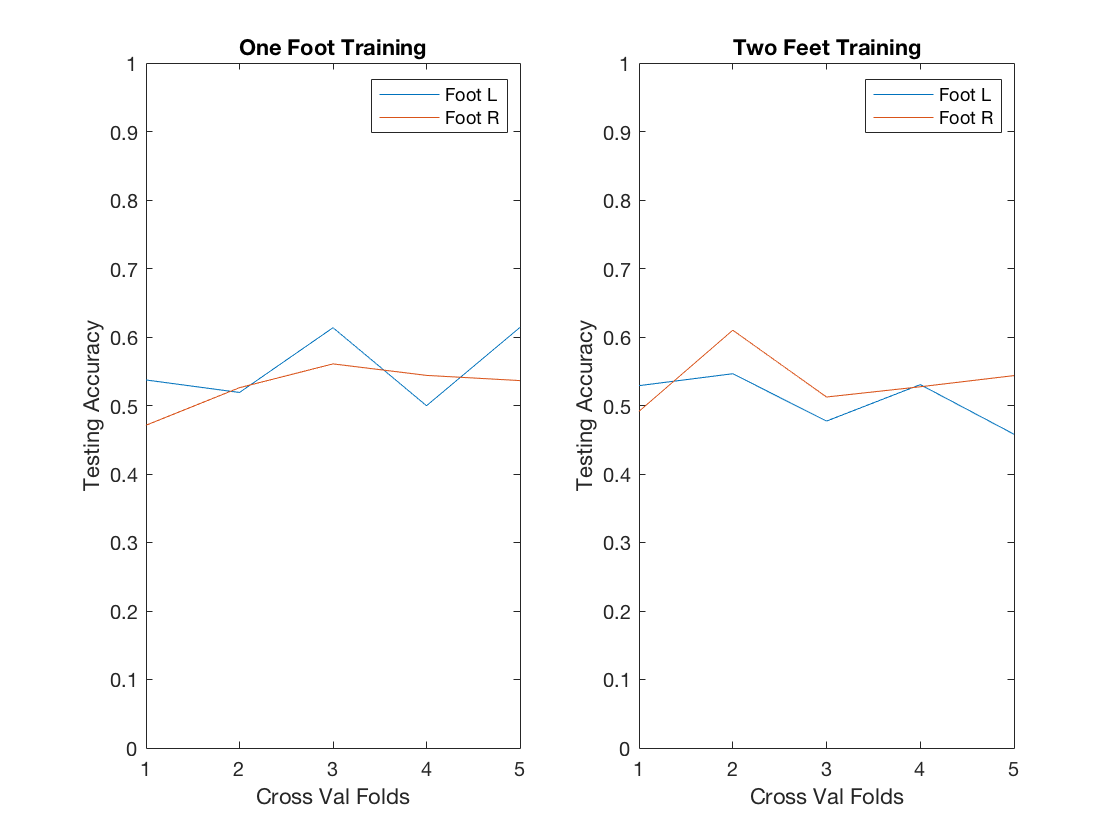 One Foot Training
1
0.9
0.8
0.7
0.6
0.5
0.4
0.3
0.2
0.1
0
Testing Accuracy
Foot L
Foot R
1 2 3 4 5
Cross Val Folds
Two Feet Training
1
0.9
0.8
0.7
0.6
0.5
0.4
0.3
0.2
0.1
0
Testing Accuracy
Foot L
Foot R
1 2 3 4 5
Cross Val Folds